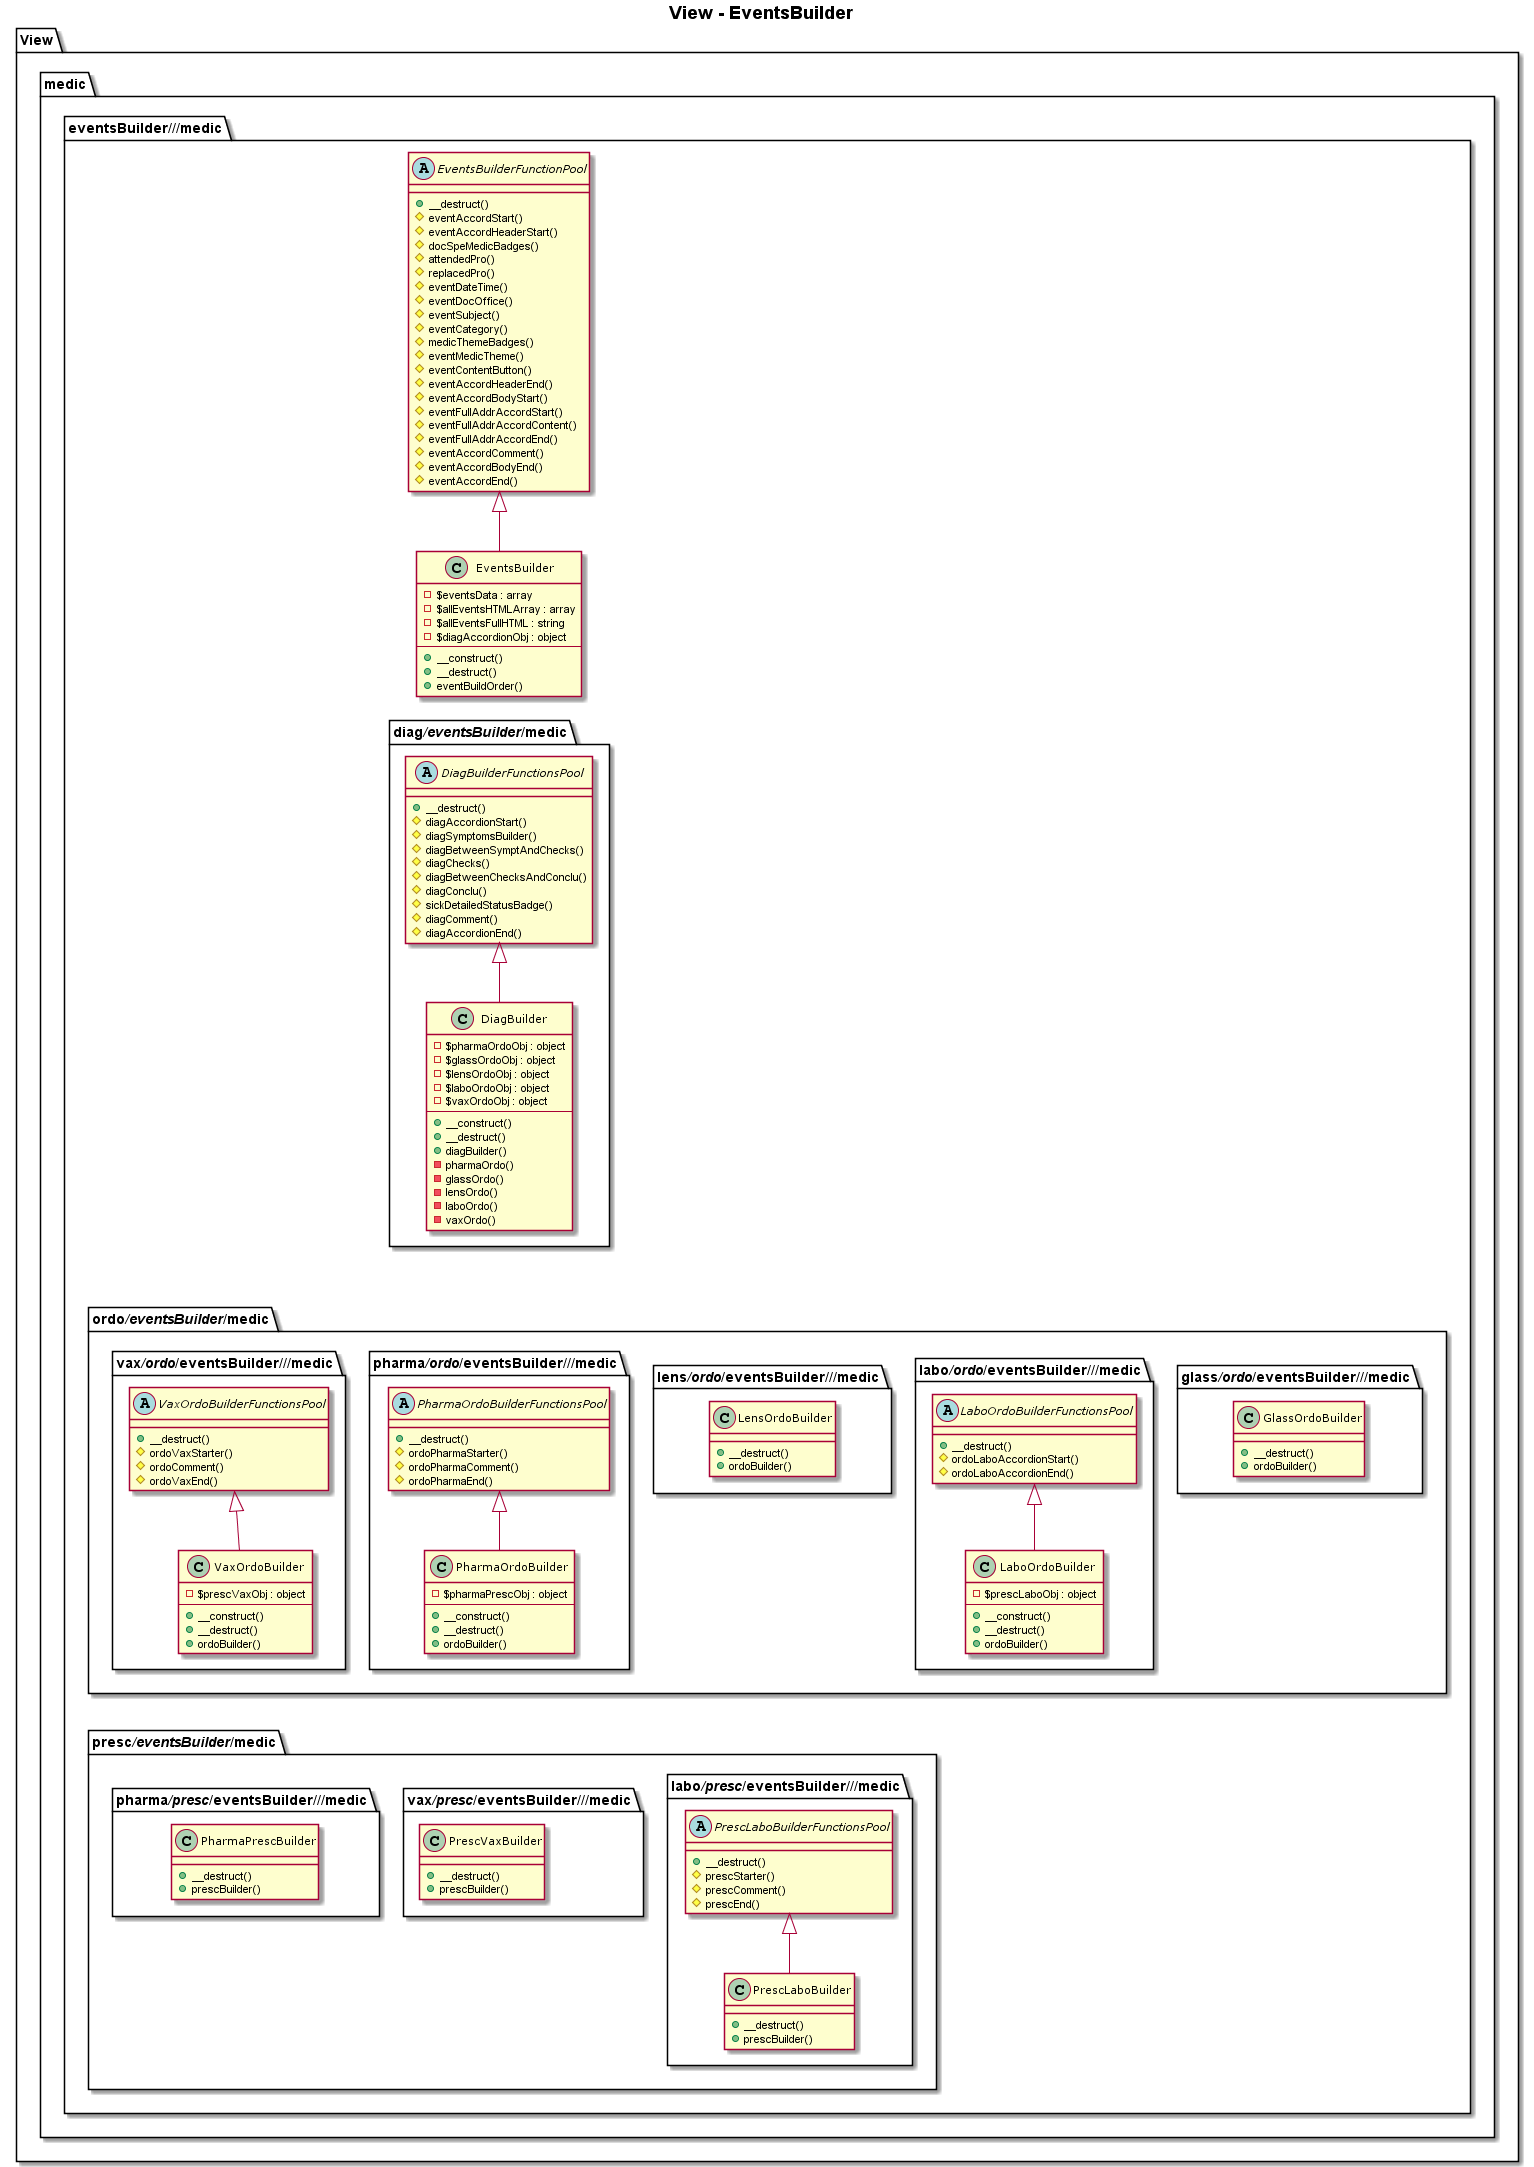 View - EventsBuilder
View
medic
eventsBuilder///medic
A EventsBuilderFunctionPool
__destruct()
eventAccordStart()
eventAccordHeaderStart()
docSpeMedicBadges()
attendedPro()
replacedPro()
eventDateTime()
eventDocOffice()
eventSubject()
eventCategory()
medicThemeBadges()
eventMedicTheme()
eventContentButton()
eventAccordHeaderEnd()
eventAccordBodyStart()
eventFullAddrAccordStart()
eventFullAddrAccordContent()
eventFullAddrAccordEnd()
eventAccordComment()
eventAccordBodyEnd()
eventAccordEnd()
C EventsBuilder
$eventsData : array
$allEventsHTMLArray : array
$allEventsFullHTML : string
$diagAccordionObj : object
__construct()
__destruct()
eventBuildOrder()
diag/eventsBuilder/medic
A DiagBuilderFunctionsPool
__destruct()
diagAccordionStart()
diagSymptomsBuilder()
diagBetweenSymptAndChecks()
diagChecks()
diagBetweenChecksAndConclu()
diagConclu()
sickDetailedStatusBadge()
diagComment()
diagAccordionEnd()
C DiagBuilder
$pharmaOrdoObj : object
$glassOrdoObj : object
$lensOrdoObj : object
$laboOrdoObj : object
$vaxOrdoObj : object
__construct()
__destruct()
diagBuilder()
pharmaOrdo()
glassOrdo()
lensOrdo()
laboOrdo()
vaxOrdo()
ordo/eventsBuilder/medic
vax/ordo/eventsBuilder///medic
A VaxOrdoBuilderFunctionsPool
__destruct()
ordoVaxStarter()
ordoComment()
ordoVaxEnd()
C VaxOrdoBuilder
$prescVaxObj : object
__construct()
__destruct()
ordoBuilder()
pharma/ordo/eventsBuilder///medic
A PharmaOrdoBuilderFunctionsPool
__destruct()
ordoPharmaStarter()
ordoPharmaComment()
ordoPharmaEnd()
C PharmaOrdoBuilder
$pharmaPrescObj : object
__construct()
__destruct()
ordoBuilder()
lens/ordo/eventsBuilder///medic
C LensOrdoBuilder
__destruct()
ordoBuilder()
labo/ordo/eventsBuilder///medic
A LaboOrdoBuilderFunctionsPool
__destruct()
ordoLaboAccordionStart()
ordoLaboAccordionEnd()
C LaboOrdoBuilder
$prescLaboObj : object
__construct()
__destruct()
ordoBuilder()
glass/ordo/eventsBuilder///medic
C GlassOrdoBuilder
__destruct()
ordoBuilder()
presc/eventsBuilder/medic
pharma/presc/eventsBuilder///medic
C PharmaPrescBuilder
__destruct()
prescBuilder()
vax/presc/eventsBuilder///medic
C PrescVaxBuilder
__destruct()
prescBuilder()
labo/presc/eventsBuilder///medic
A PrescLaboBuilderFunctionsPool
__destruct()
prescStarter()
prescComment()
prescEnd()
C PrescLaboBuilder
__destruct()
prescBuilder()